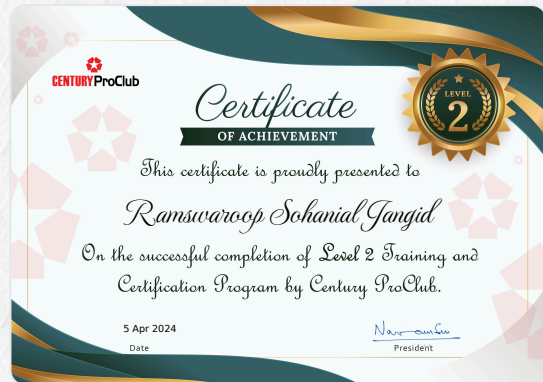 CENTURY ProClub
LEVEL
2
Certificate
OF ACHIEVEMENT
This certificate is proudly presented to
Ramswaroop Sohanial Jangid
On the successful completion of Level 2 Training and
Certification Program by Century ProClub.
5 Apr 2024
Date
President